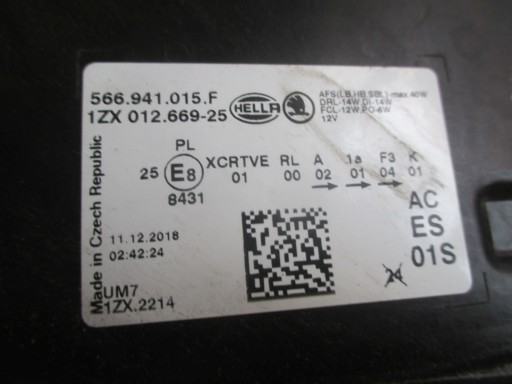 566.941.015.F
1ZX 012.669-25
HELLA
AFS(LB,HB,SBL)-max 40W
DRL-14W,DI-14W
FCL-12W,PO-6W
12V
PL
25 E8
8431
XCRTVE RL A 1a F3 K
01 00 02 01 04 01
Made in Czech Republic
11.12.2018
02:42:24
UM7
1ZX.2214
AC
ES
01S
24